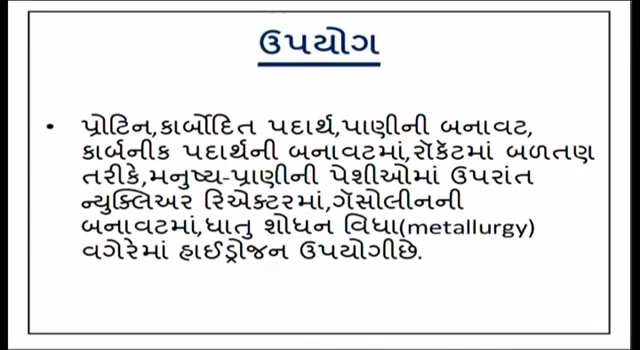 ઉપયોગ
• પ્રોટિન,કાર્બોદિત પદાર્થ,પાણીની બનાવટ,
કાર્બનીક પદાર્થની બનાવટમાં,રૉકૅટમાં બળતણ
તરીકે,મનુષ્ય-પ્રાણીની પેશીઓમાં ઉપરાંત
ન્યુક્લિઅર રિએક્ટરમાં,ગૅસોલીનની
બનાવટમાં,ધાતુ શોધન વિધા(metallurgy)
વગેરેમાં હાઈડ્રોજન ઉપયોગીછે.